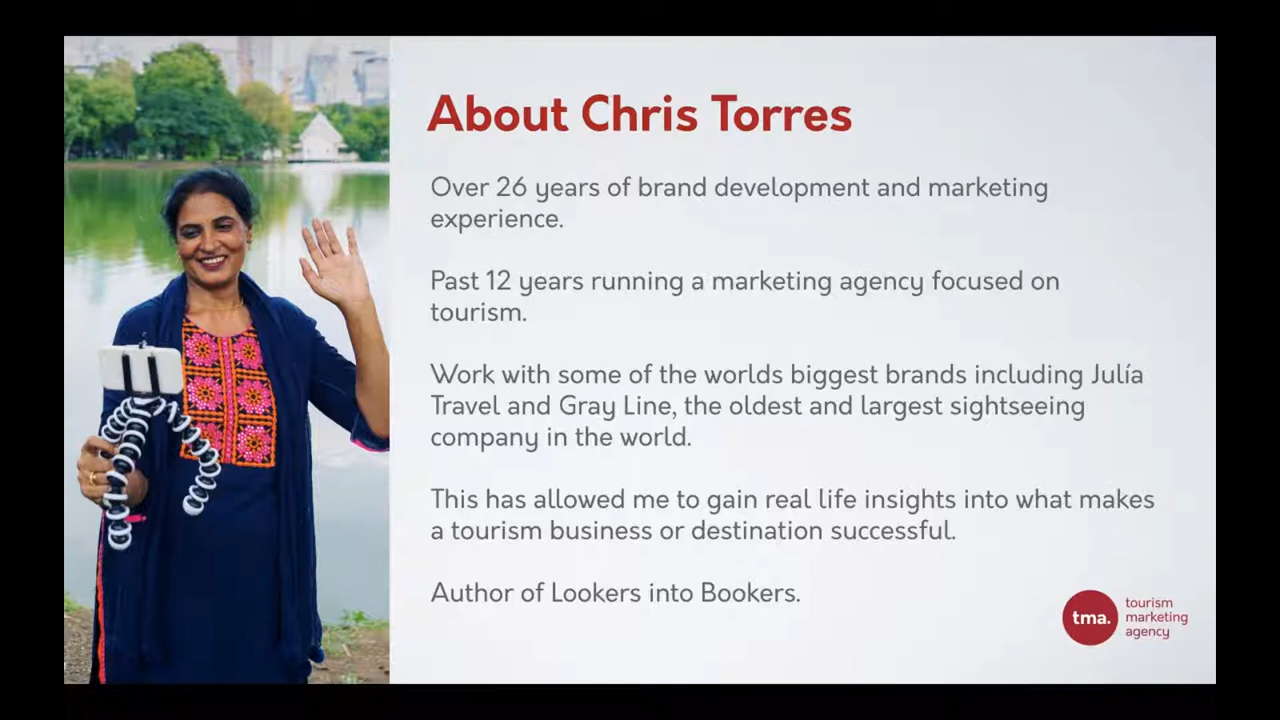 About Chris Torres
Over 26 years of brand development and marketing
experience.
Past 12 years running a marketing agency focused on
tourism.
Work with some of the worlds biggest brands including Julía
Travel and Gray Line, the oldest and largest sightseeing
company in the world.
This has allowed me to gain real life insights into what makes
a tourism business or destination successful.
Author of Lookers into Bookers.
tma.
tourism
marketing
agency